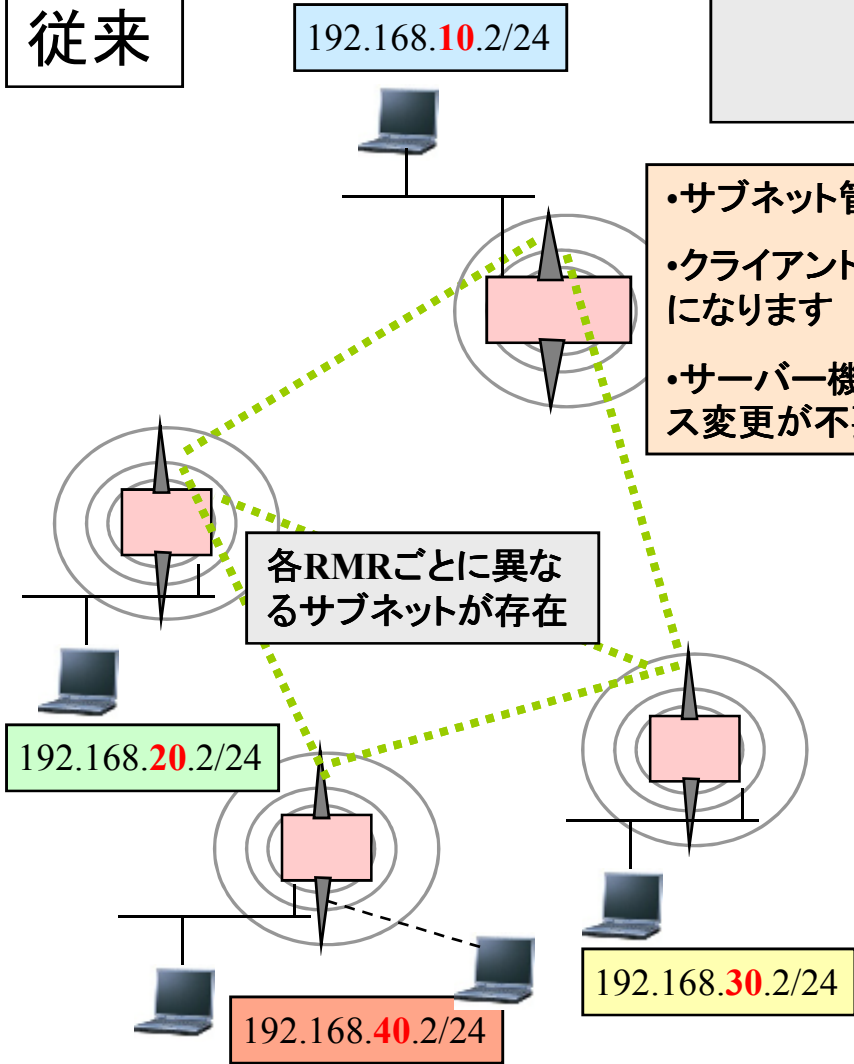 従来
192.168.10.2/24
•サブネット管
•クライアント
になります
•サーバー機
ス変更が不
各RMRごとに異な
るサブネットが存在
192.168.20.2/24
192.168.30.2/24
192.168.40.2/24